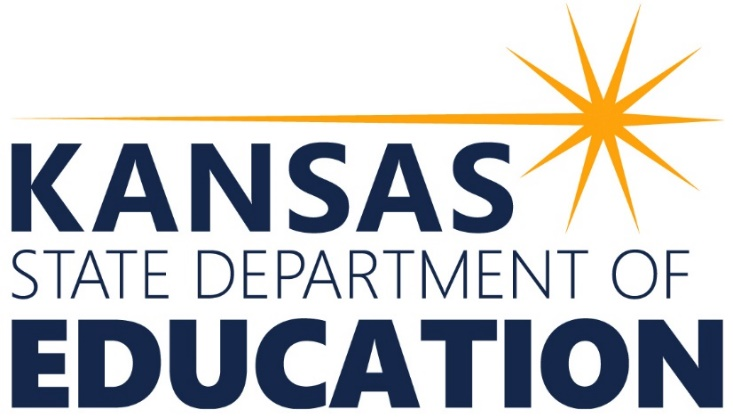 KANSAS
STATE DEPARTMENT OF
EDUCATION